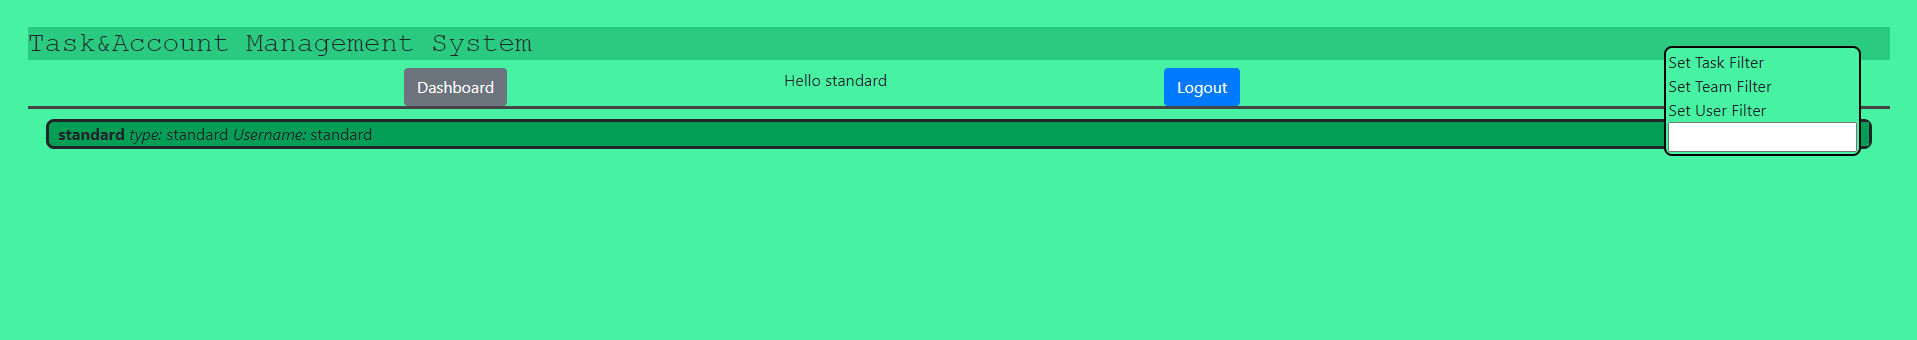 Task&Account Management System
Dashboard
Hello standard
Logout
Set Task Filter
Set Team Filter
Set User Filter
standard type: standard Username: standard